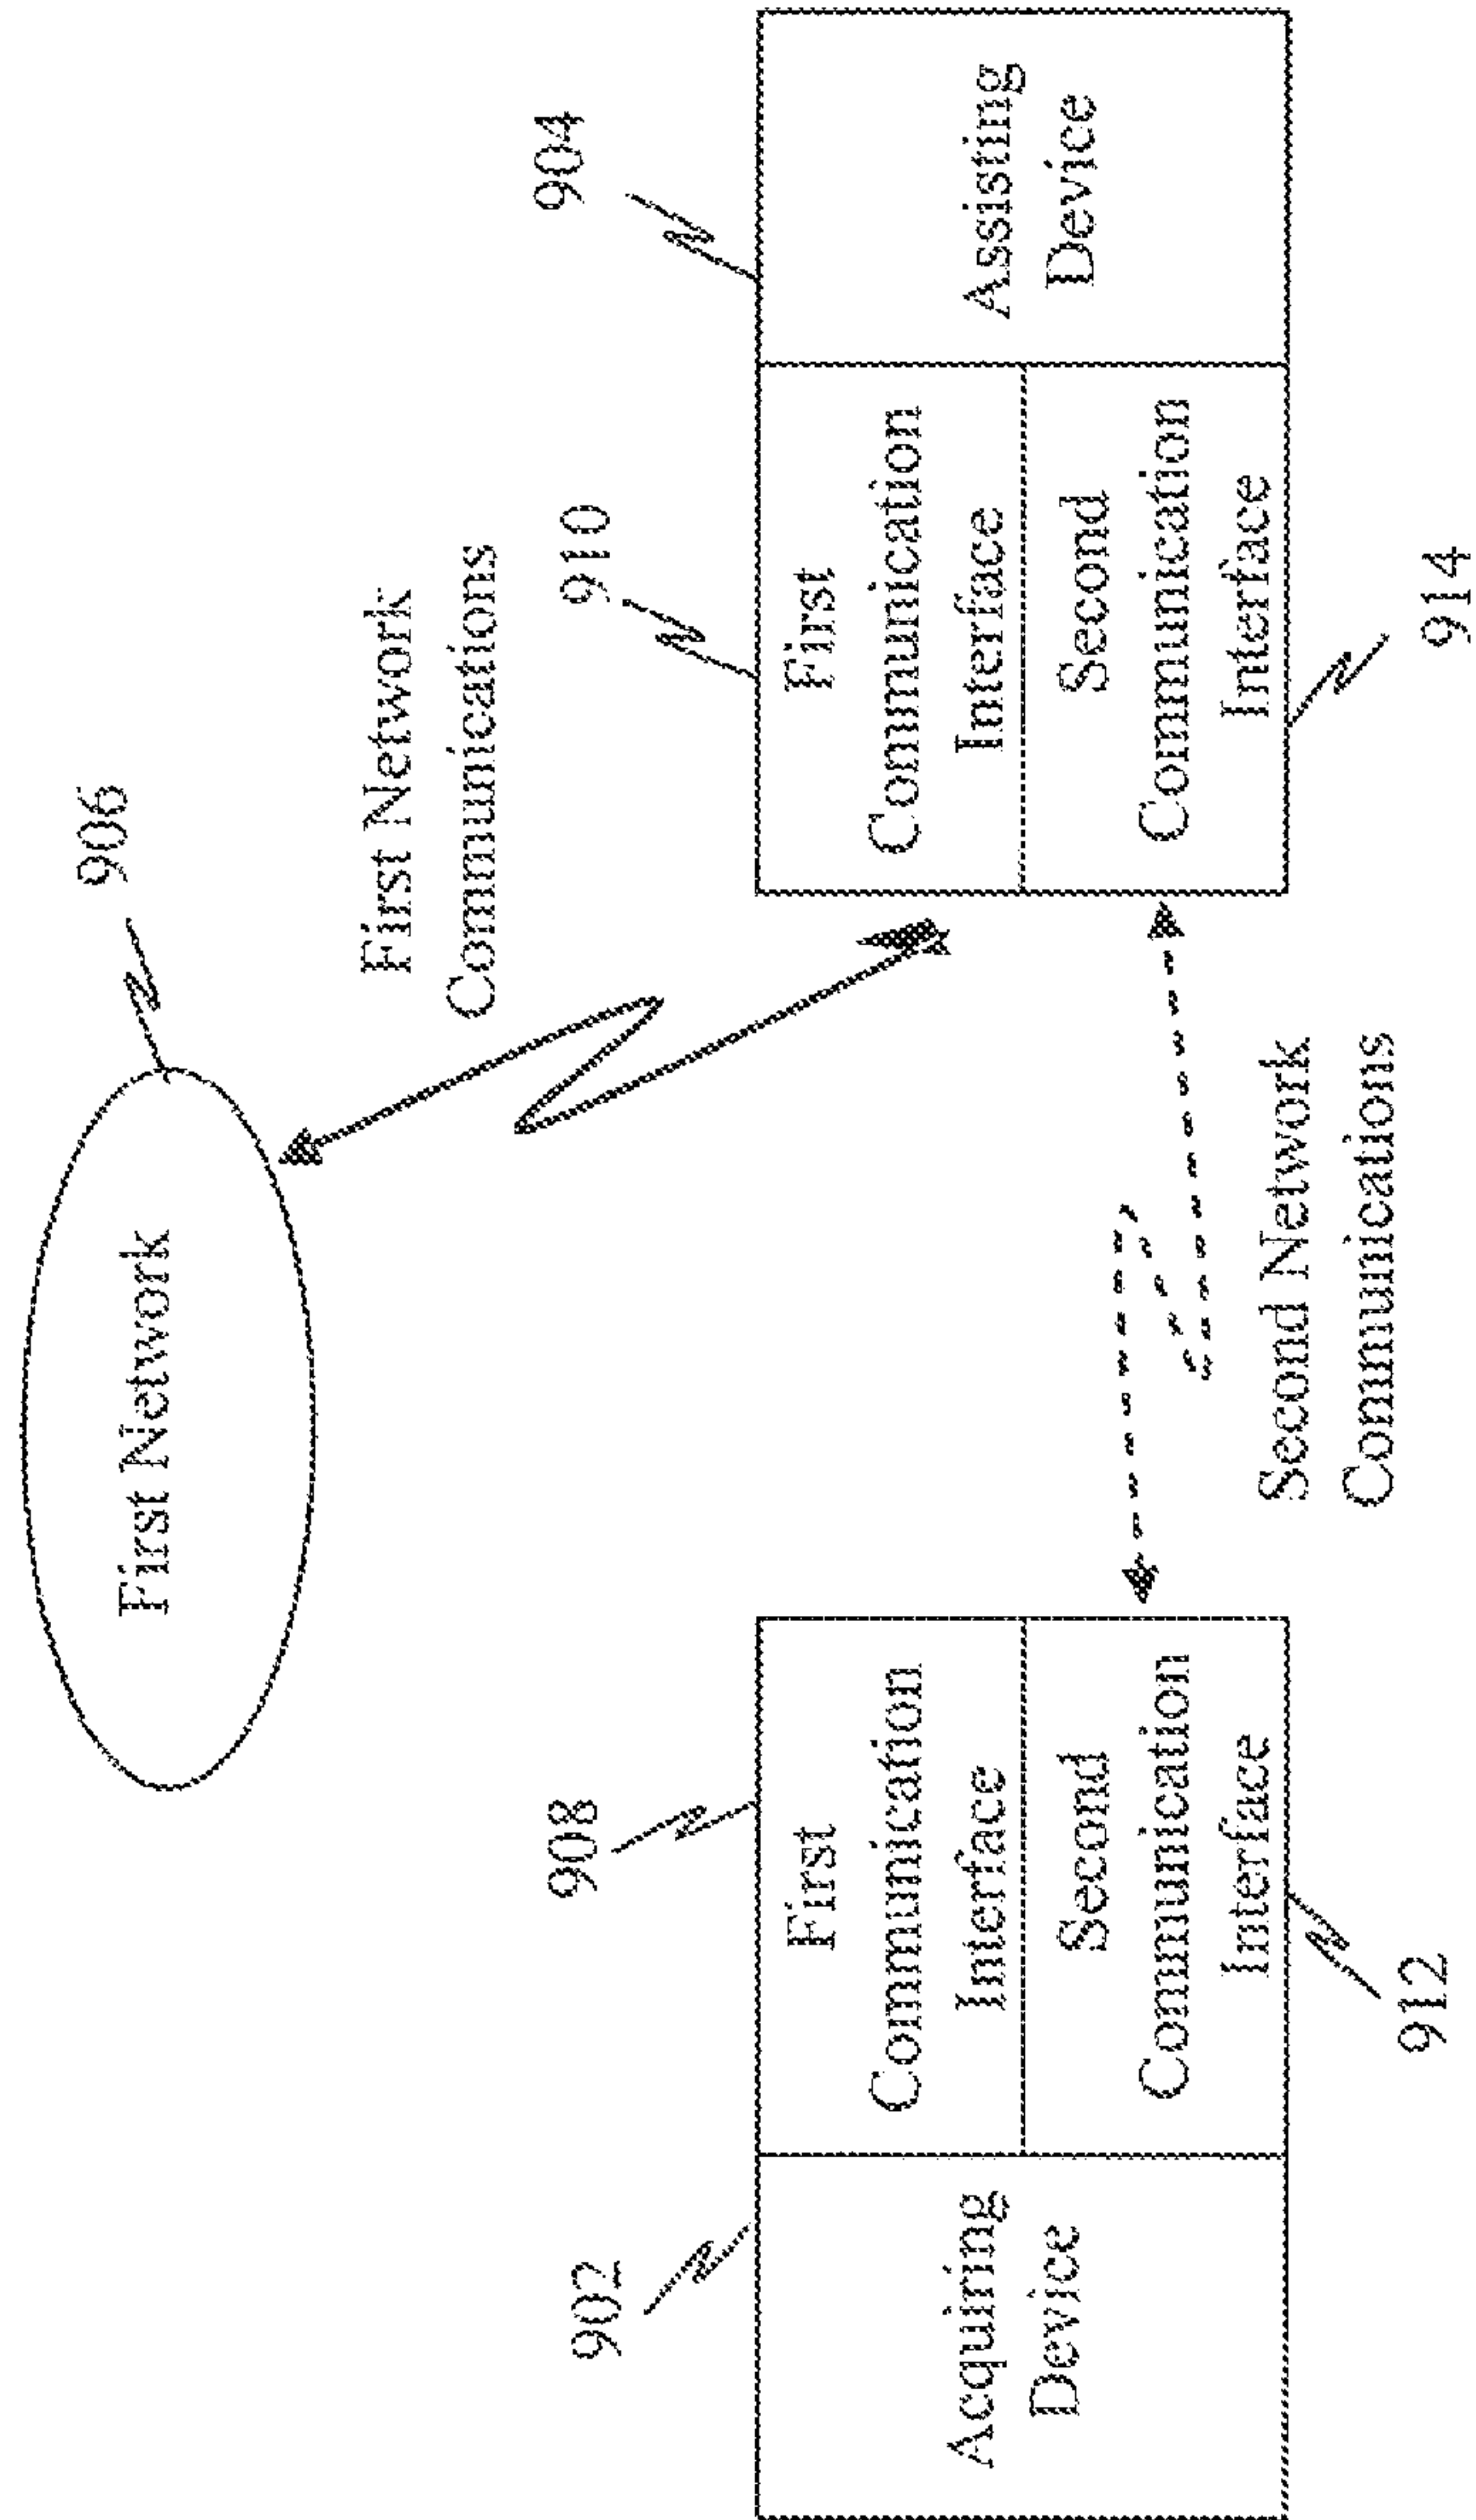 906
First Network
First Network
Communications
902
Acquiring
Device
908
First
Communication
Interface
Second
Communication
Interface
912
Second Network
Communications
910
First
Communication
Interface
Second
Communication
Interface
914
904
Assisting
Device